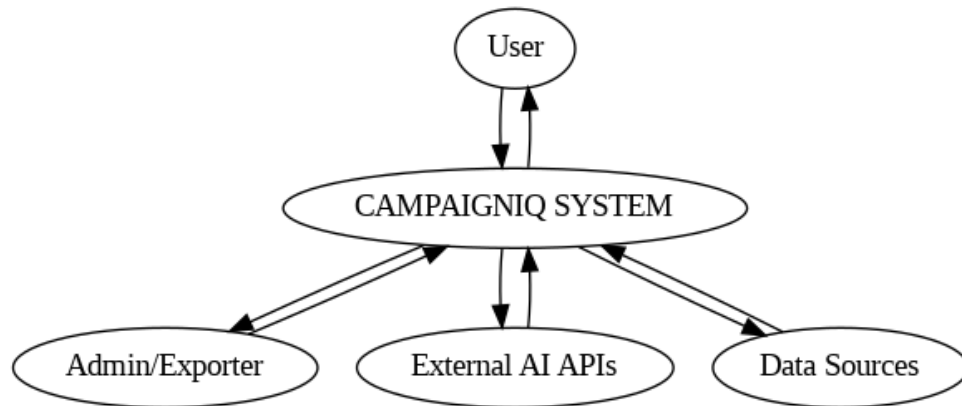 User
CAMPAIGNIQ SYSTEM
Admin/Exporter
External AI APIs
Data Sources